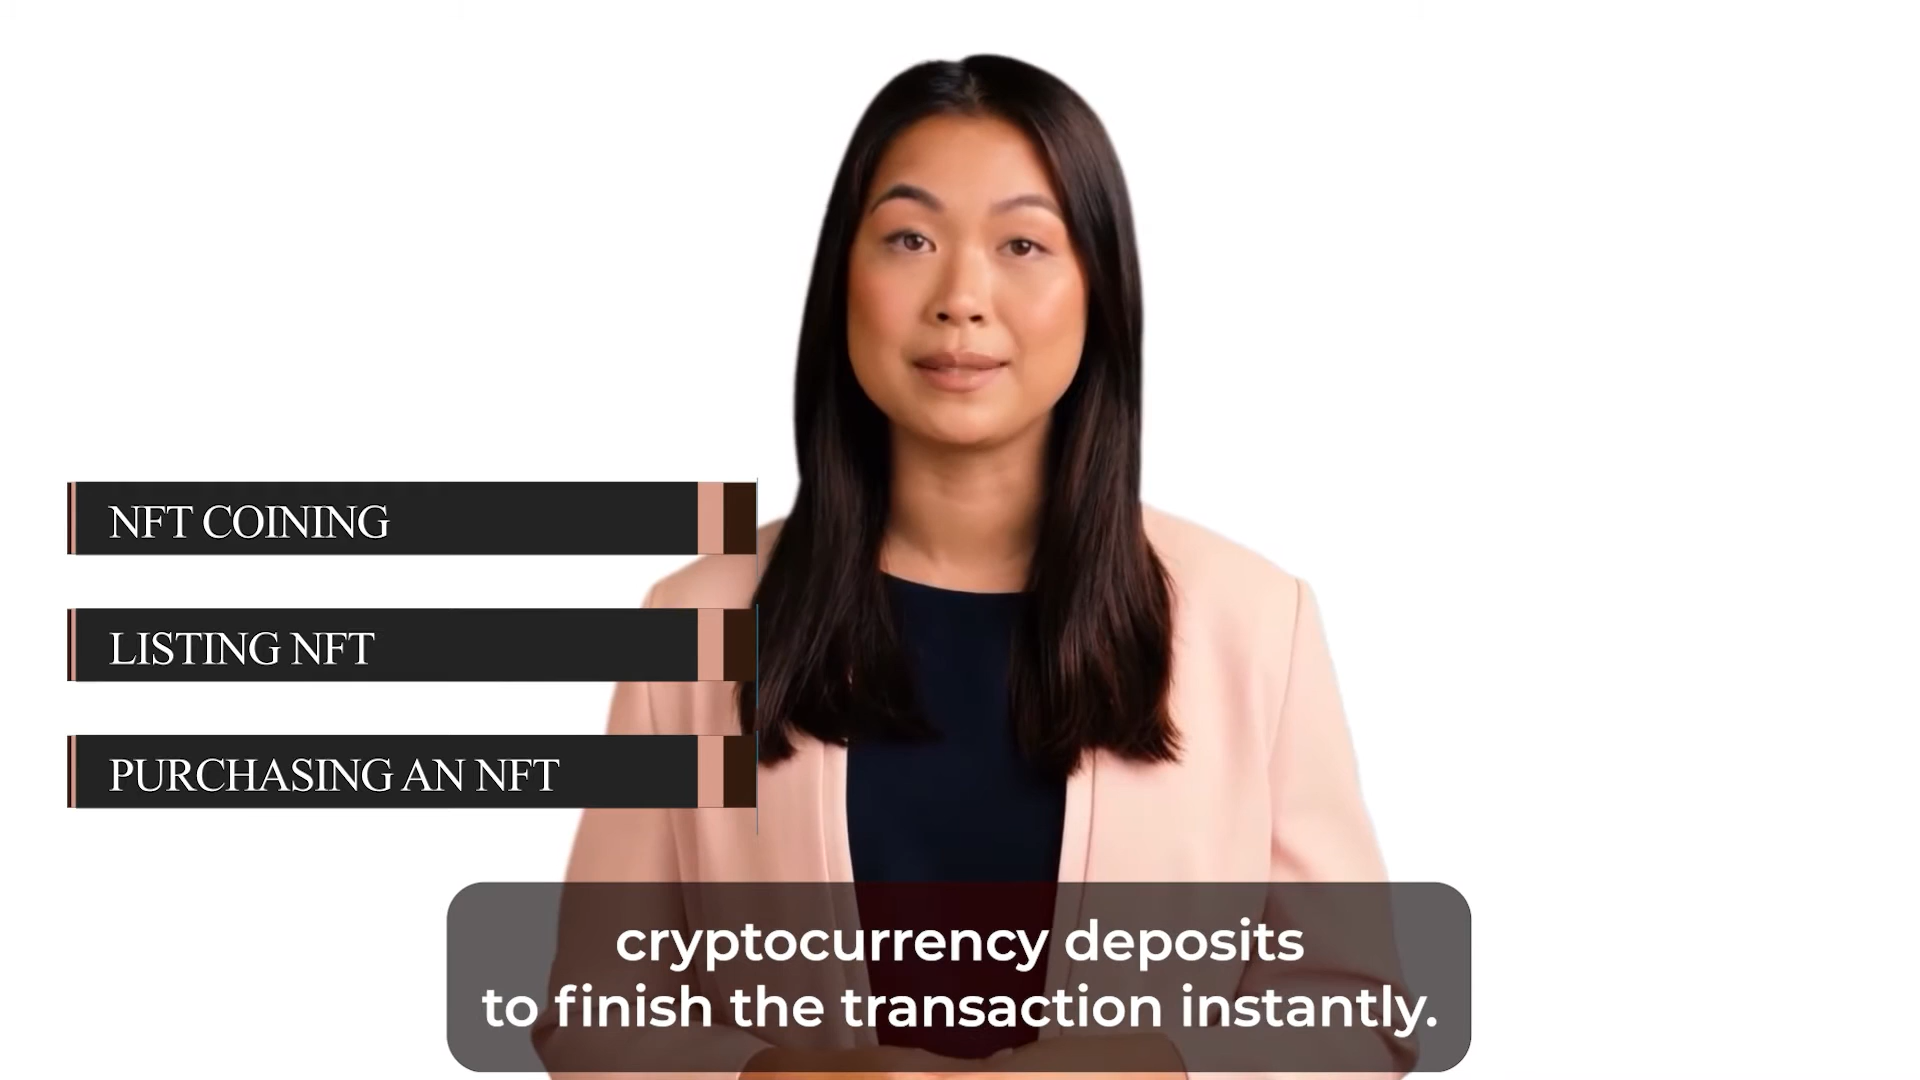 NFT COINING
LISTING NFT
PURCHASING AN NFT
cryptocurrency deposits
to finish the transaction instantly.